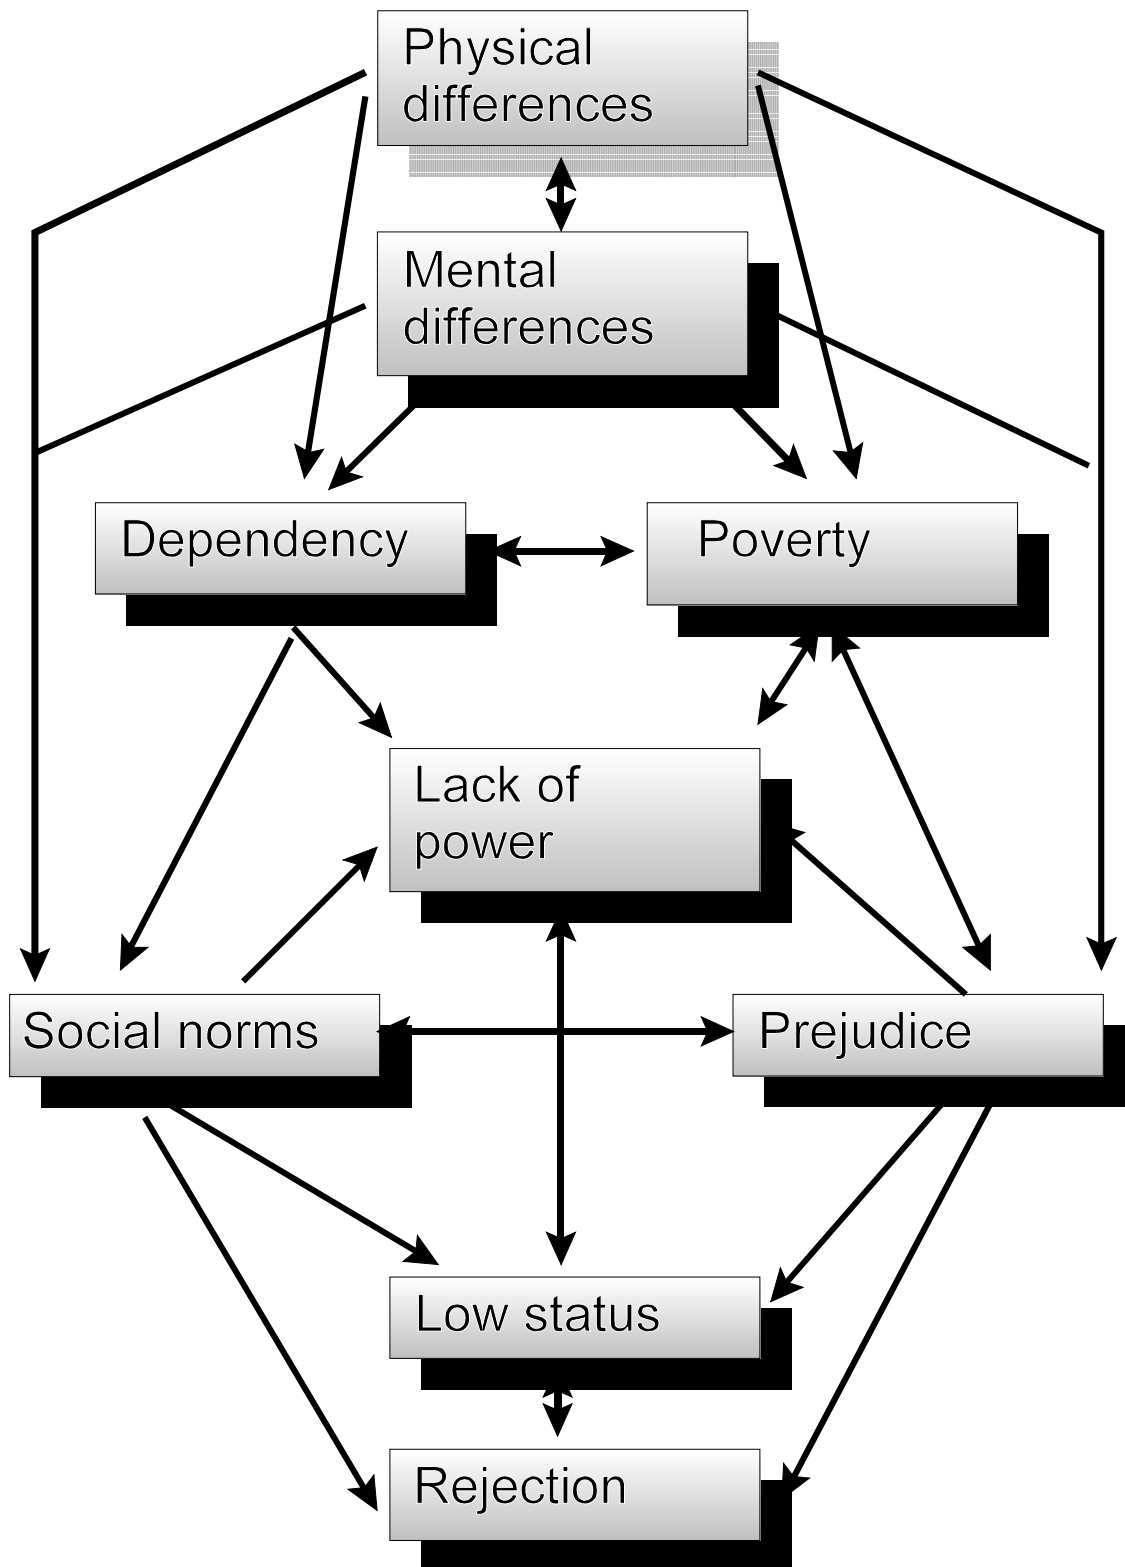 Physical
differences
Mental
differences
Dependency
Poverty
Lack of
power
Social norms
Prejudice
Low status
Rejection